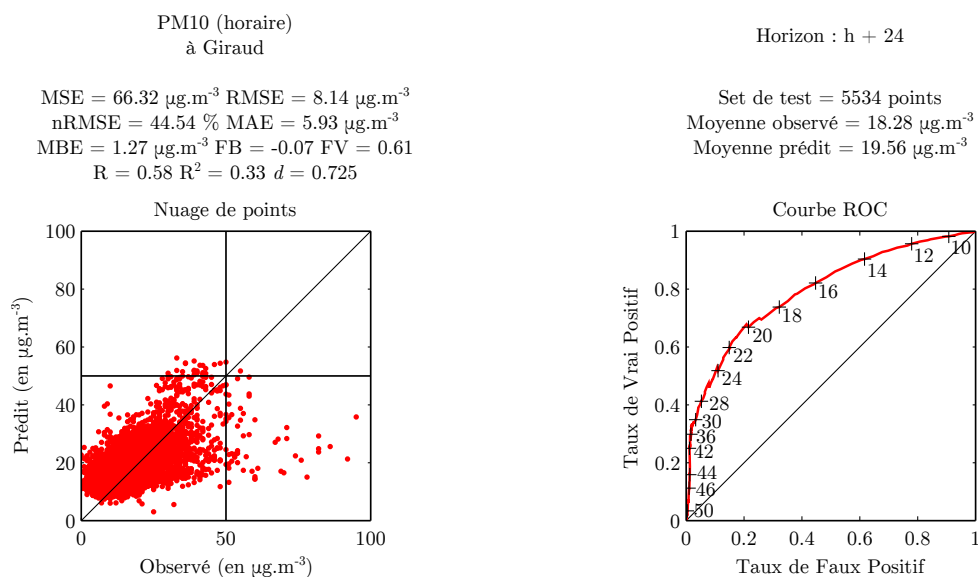 PM10 (horaire)
à Giraud
MSE = 66.32 µg.m⁻³ RMSE = 8.14 µg.m⁻³
nRMSE = 44.54 % MAE = 5.93 µg.m⁻³
MBE = 1.27 µg.m⁻³ FB = -0.07 FV = 0.61
R = 0.58 R² = 0.33 d = 0.725
Horizon : h + 24
Set de test = 5534 points
Moyenne observé = 18.28 µg.m⁻³
Moyenne prédit = 19.56 µg.m⁻³
Nuage de points
100
80
60
40
20
0
0
50
100
Prédit (en µg.m⁻³)
Observé (en µg.m⁻³)
Courbe ROC
1
0.8
0.6
0.4
0.2
0
0
0.2
0.4
0.6
0.8
1
10
12
14
16
18
20
22
24
28
30
36
42
44
46
50
Taux de Vrai Positif
Taux de Faux Positif